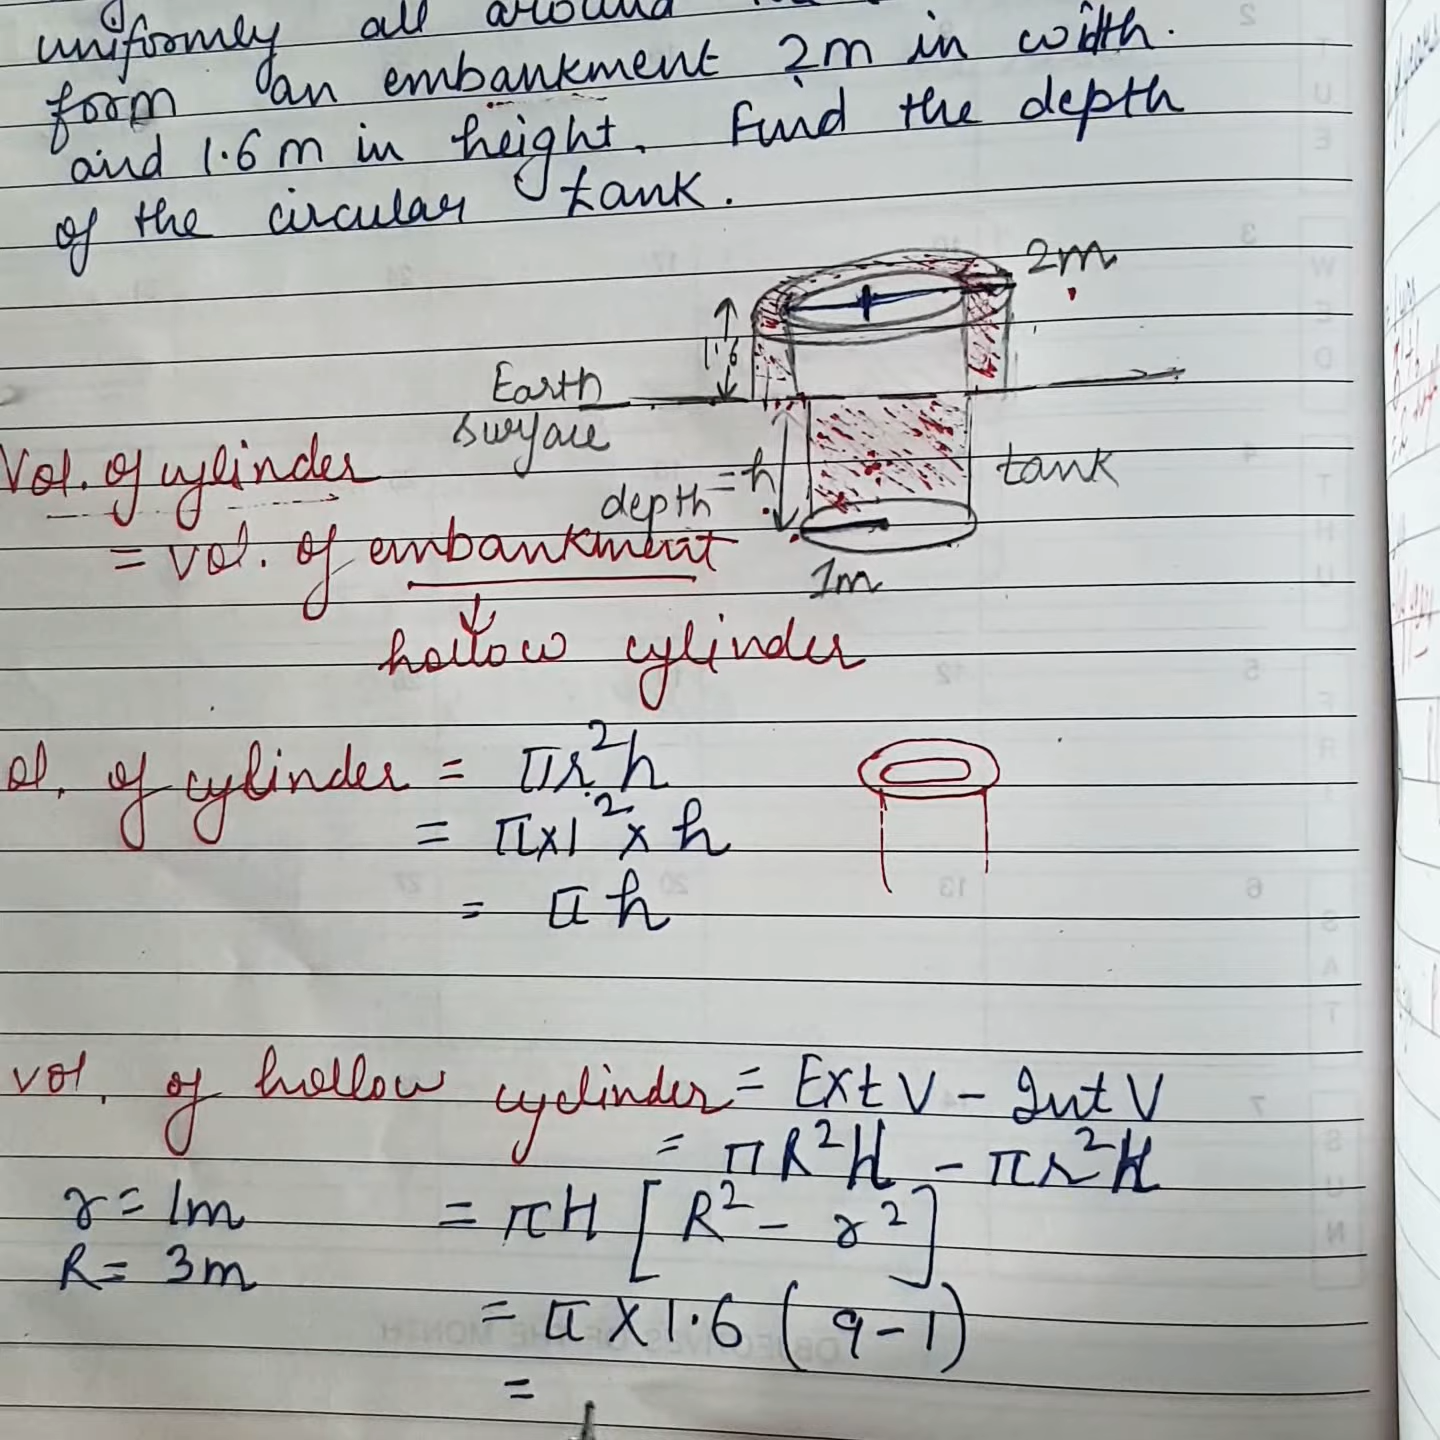 uniformly all around
form an embankment 2m in width.
and 1.6 m in height. Find the depth
of the circular tank.
2m
1.6
Earth
surface
Vol. of cylinder
depth = h
tank
= vol. of embankment
1m
hollow cylinder
ol. of cylinder = πr²h
= π×1²× h
= πh
vol. of hollow cyclinder = Ext V - Int V
= πR²H - πr²H
r = 1m = πH [R² - r²]
R = 3m
= π × 1.6 (9-1)
=